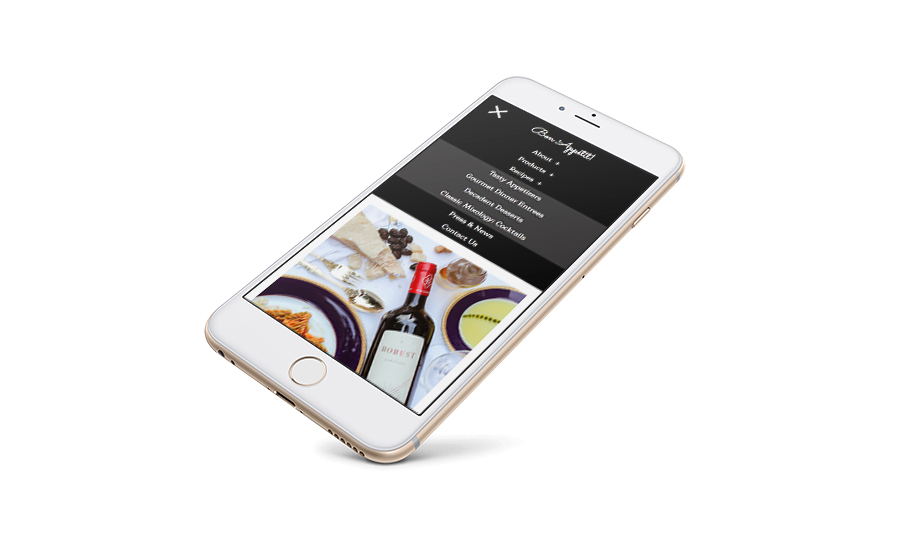 Bon Appétit!
About +
Products +
Recipes +
Tasty Appetizers
Gourmet Dinner Entrees
Decadent Desserts
Classic Mixology: Cocktails
Press & News
Contact Us
ROBEST